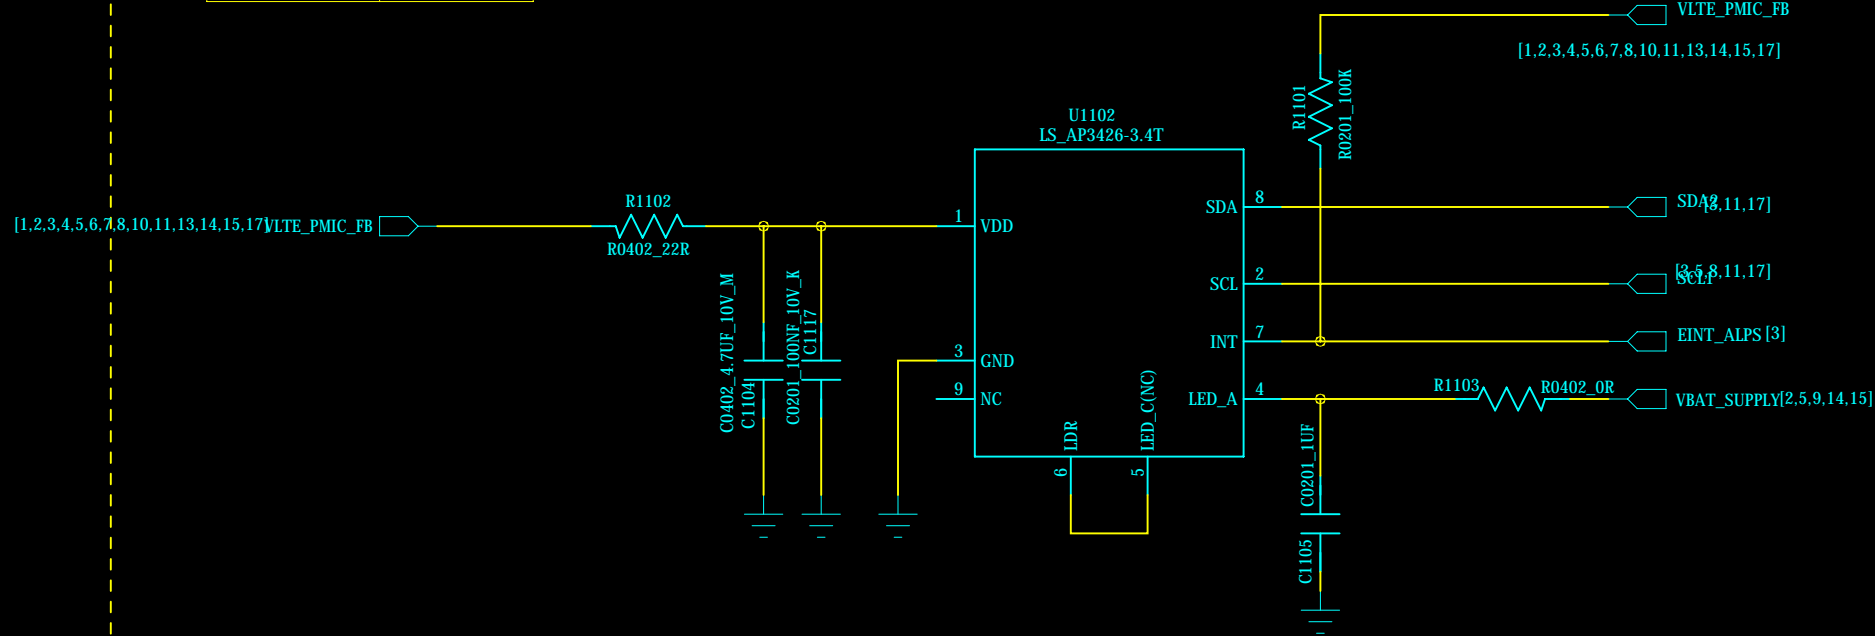 VLTE_PMIC_FB
[1,2,3,4,5,6,7,8,10,11,13,14,15,17]
R1101
R0201_100K
U1102
LS_AP3426-3.4T
[1,2,3,4,5,6,7,8,10,11,13,14,15,17]
VLTE_PMIC_FB
R1102
R0402_22R
1
VDD
SDA
8
SDA2
,11,17]
SCL
2
,8,11,17]
INT
7
EINT_ALPS [3]
3
GND
9
NC
LED_A
4
R1103
R0402_0R
VBAT_SUPPLY[2,5,9,14,15]
C0402_4.7UF_10V_M
C1104
C0201_100NF_10V_K
C1117
LDR
6
LED_C(NC)
5
C0201_1UF
C1105